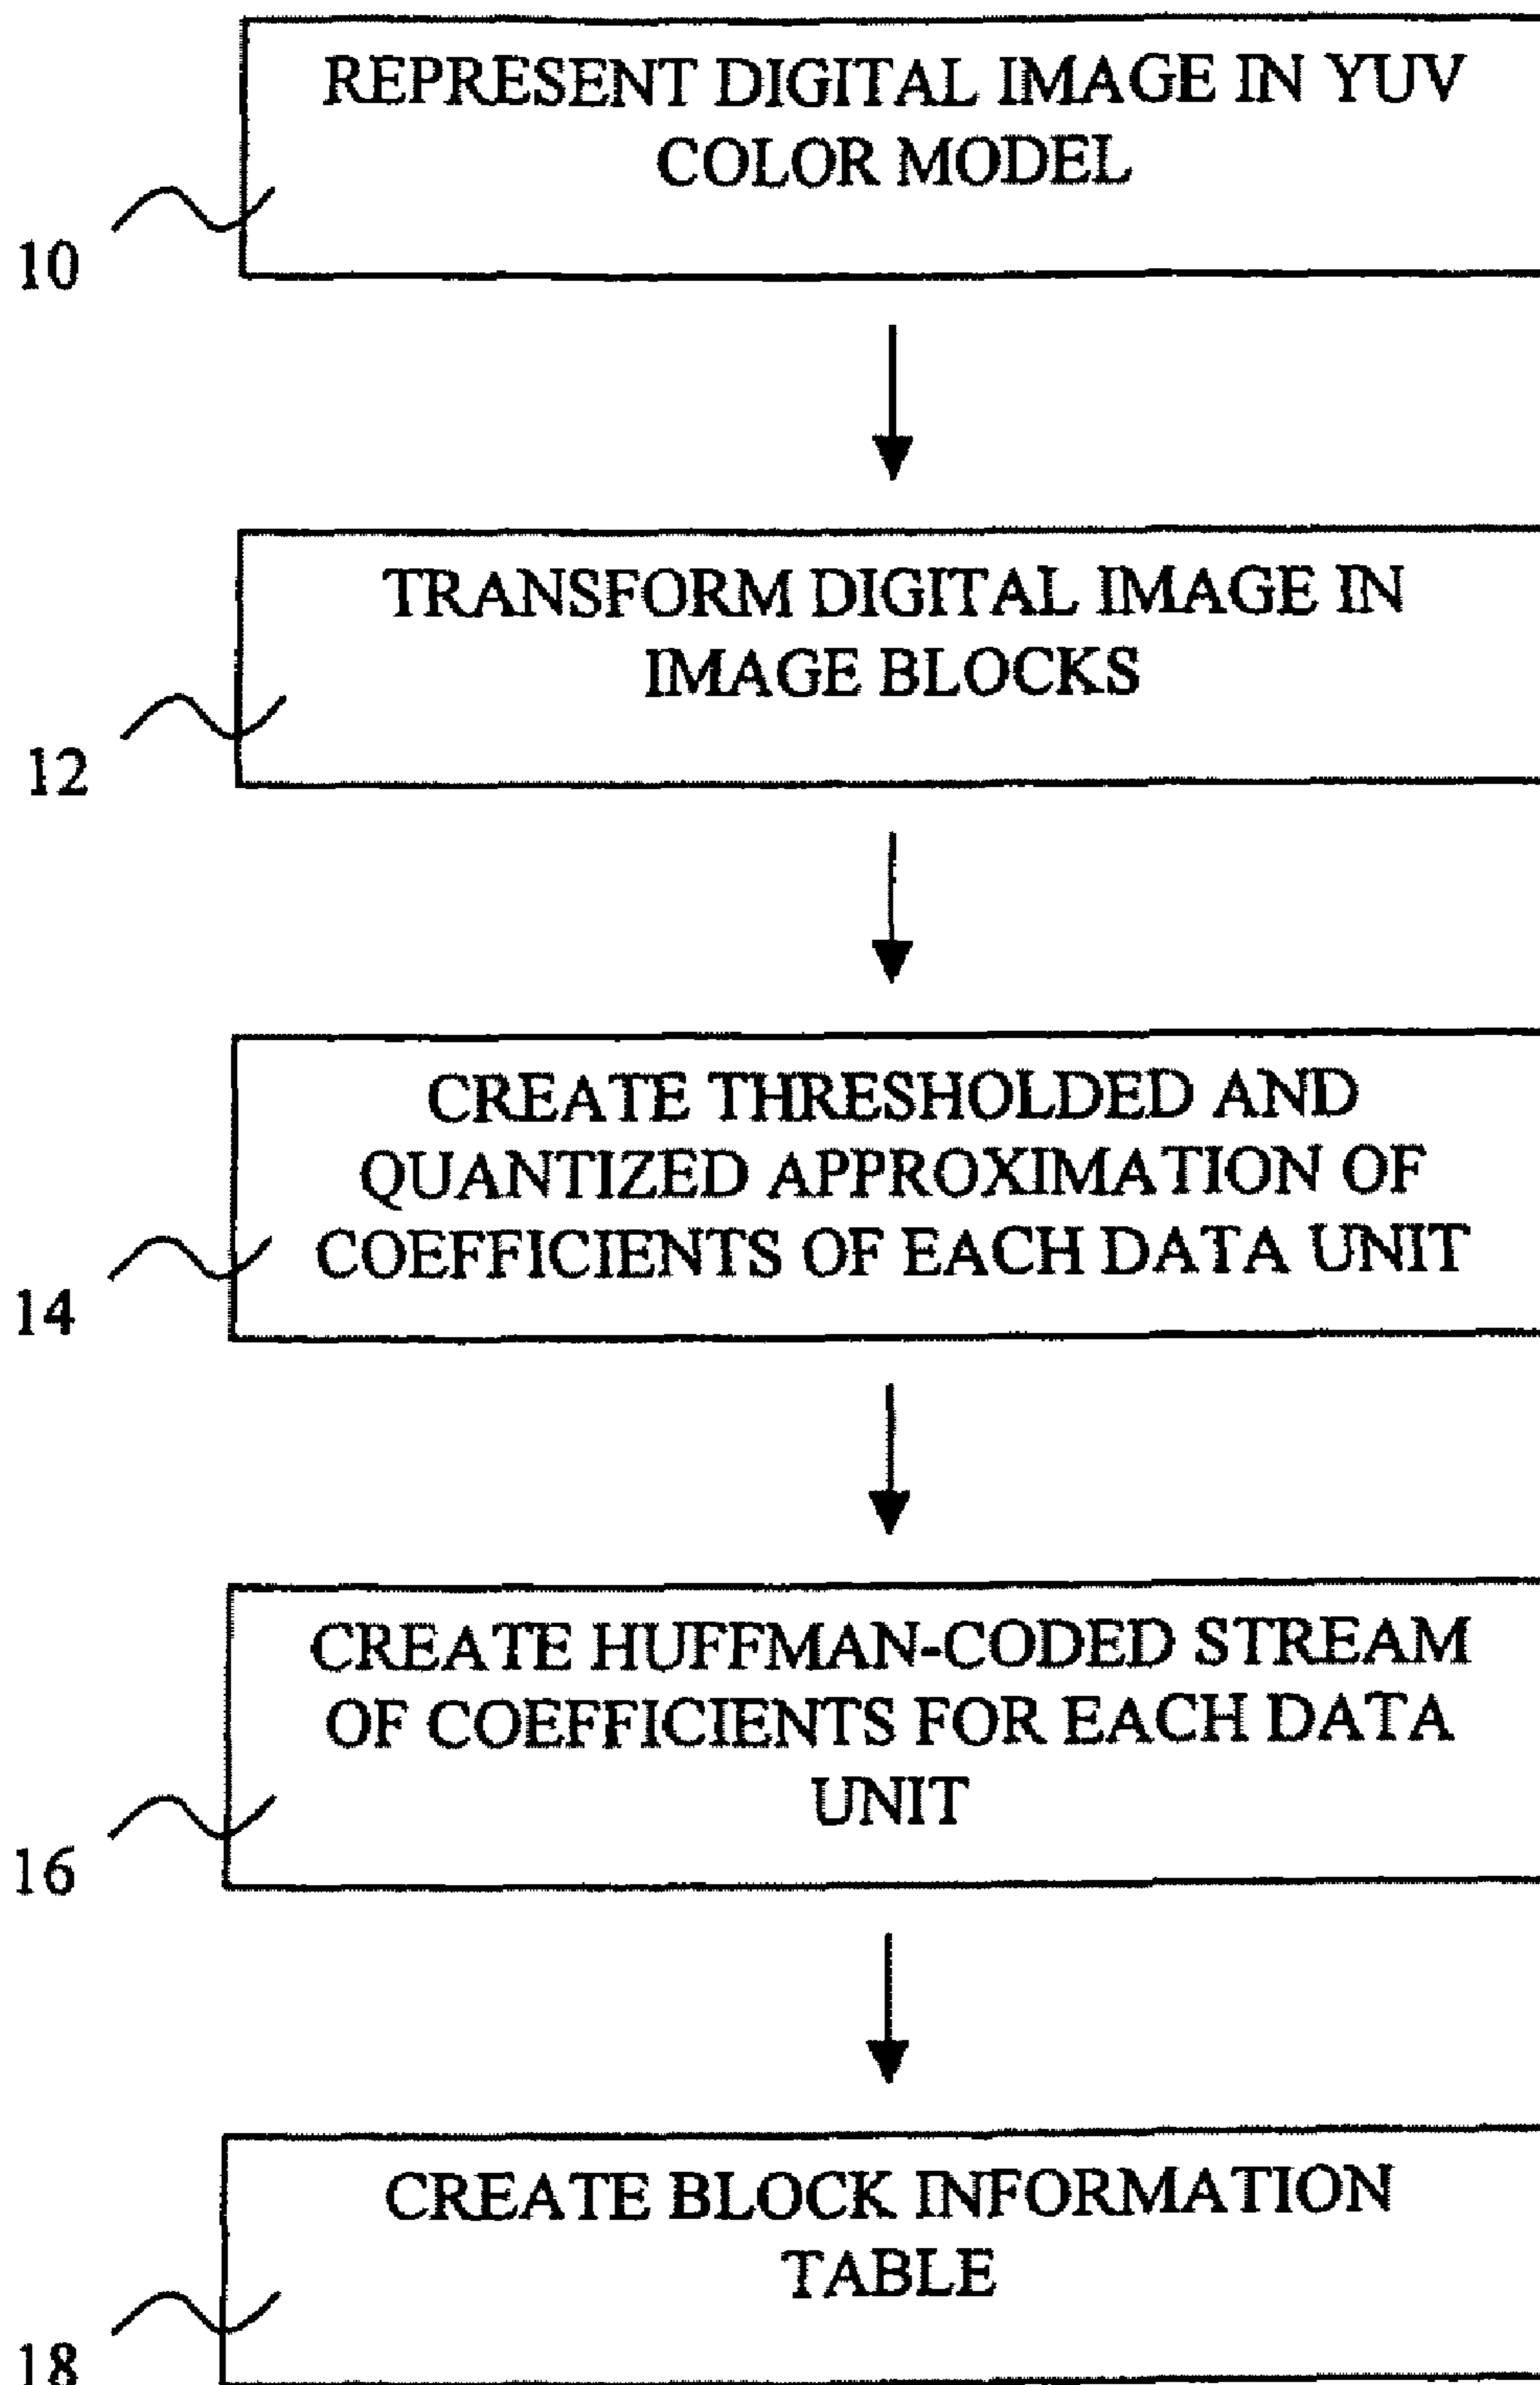 REPRESENT DIGITAL IMAGE IN YUV
COLOR MODEL
10
TRANSFORM DIGITAL IMAGE IN
IMAGE BLOCKS
12
CREATE THRESHOLDED AND
QUANTIZED APPROXIMATION OF
COEFFICIENTS OF EACH DATA UNIT
14
CREATE HUFFMAN-CODED STREAM
OF COEFFICIENTS FOR EACH DATA
UNIT
16
CREATE BLOCK INFORMATION
TABLE
18